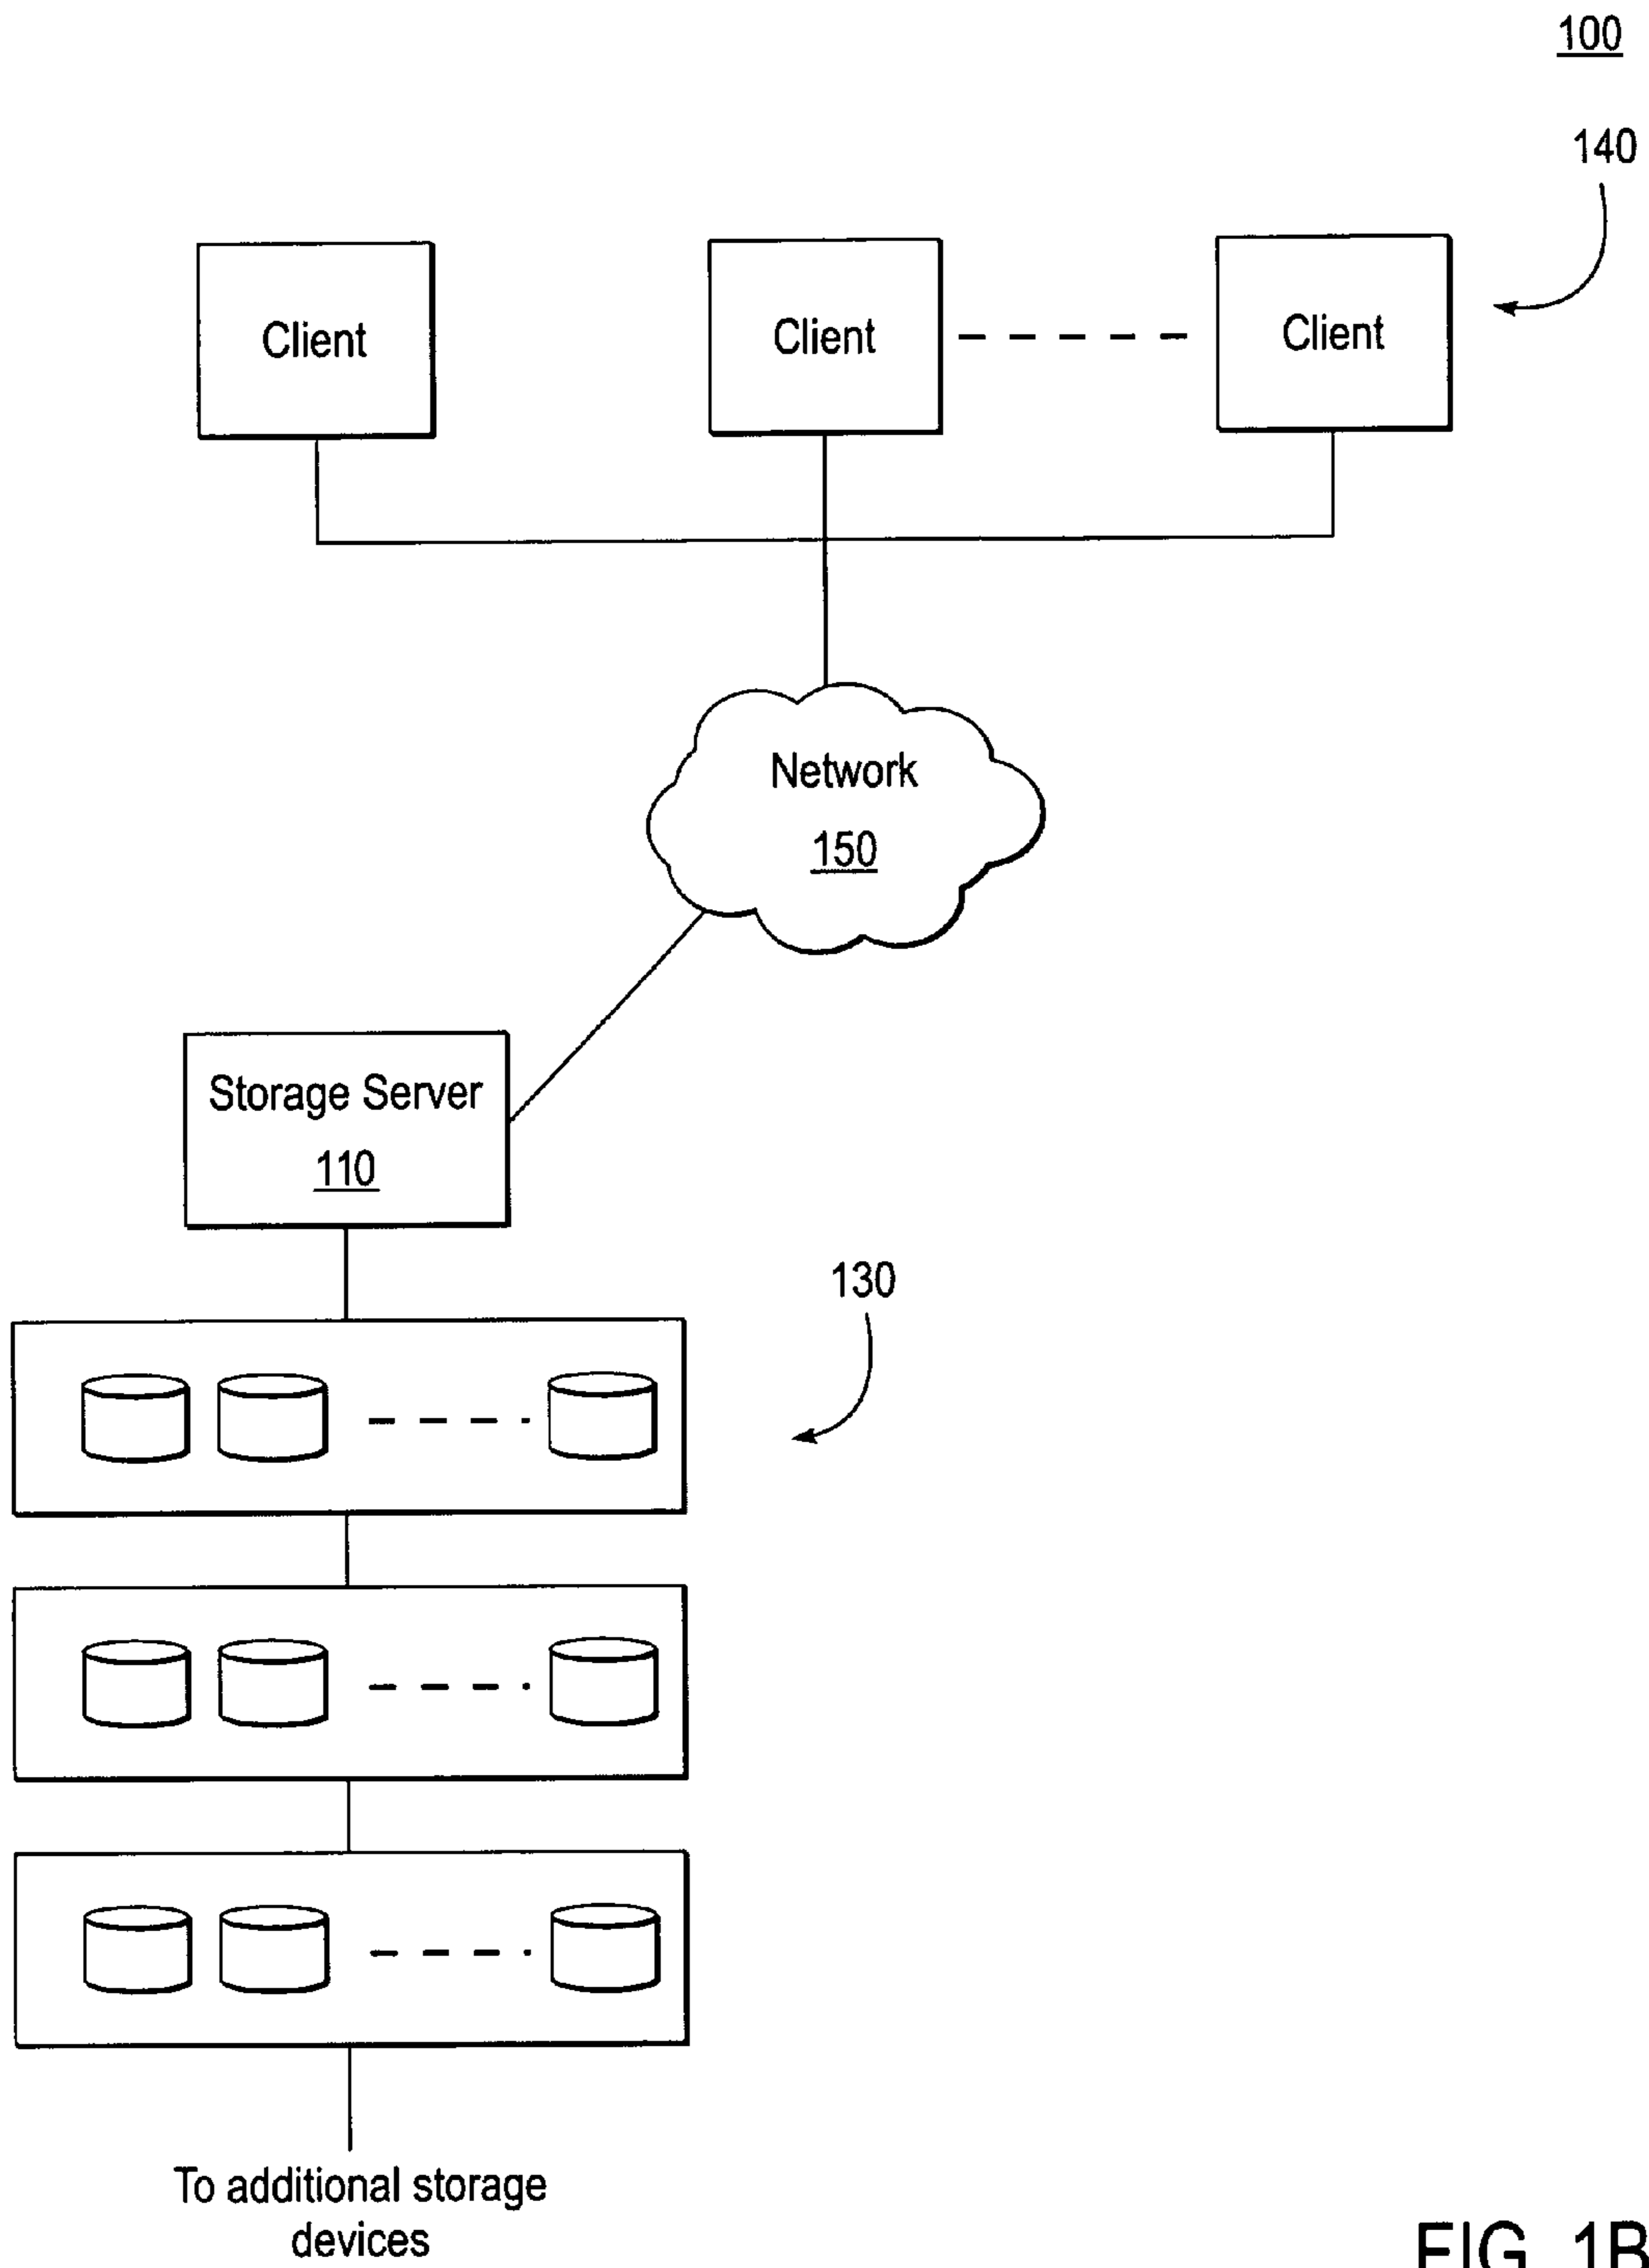 100
140
Client
Client
Client
Network
150
Storage Server
110
130
To additional storage
devices
FIG. 1B